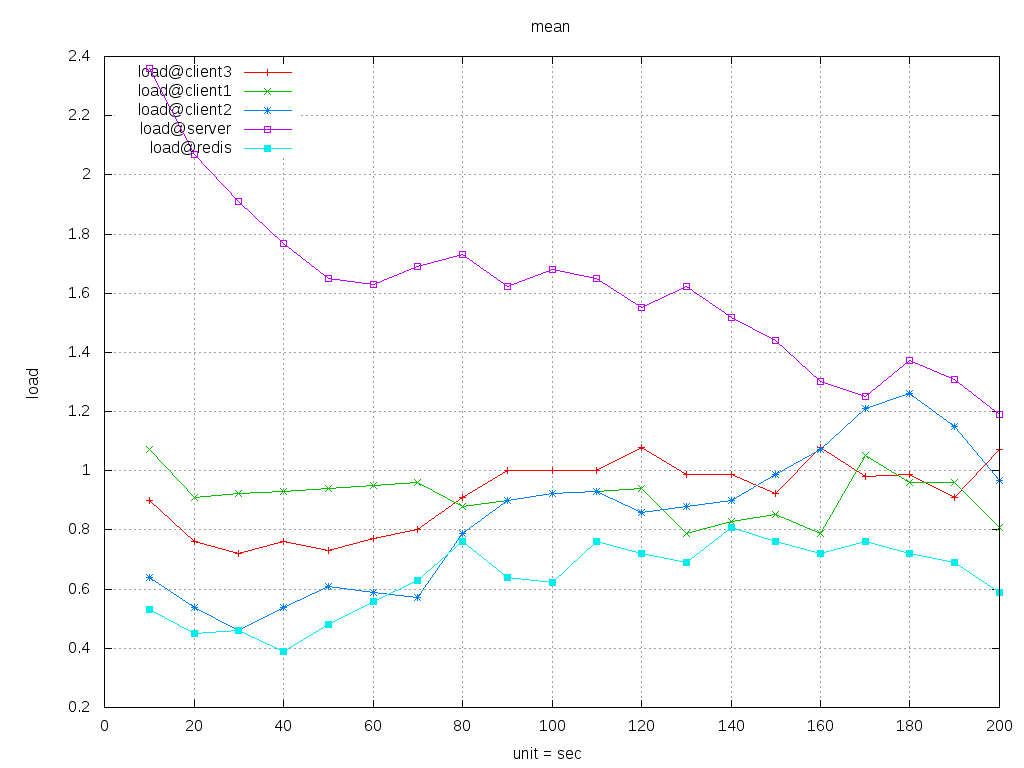 mean
2.4
2.2
2
1.8
1.6
1.4
1.2
1
0.8
0.6
0.4
0.2
load
load@client3
load@client1
load@client2
load@server
load@redis
0 20 40 60 80 100 120 140 160 180 200
unit = sec